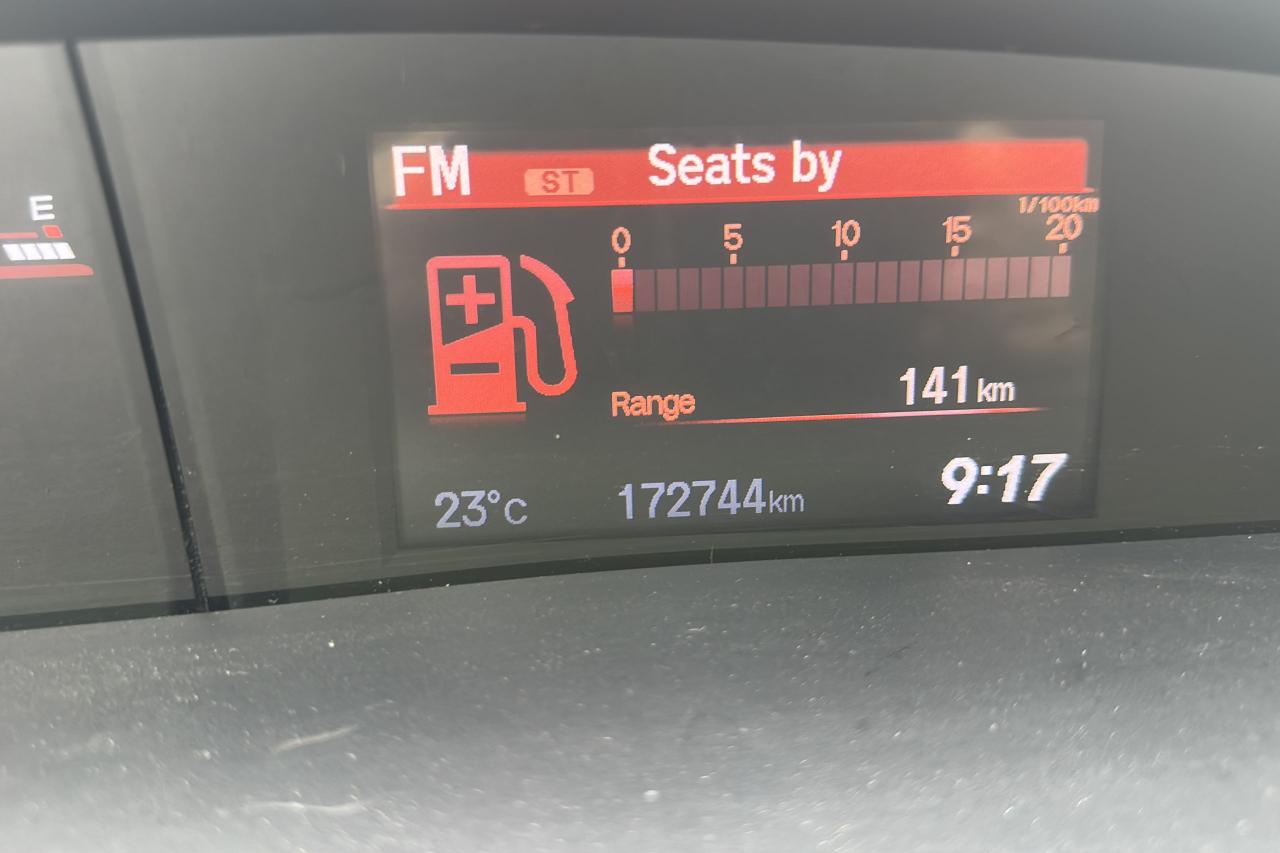 FM ST Seats by
E
1/100km
0 5 10 15 20
Range 141 km
23°C 172744km 9:17